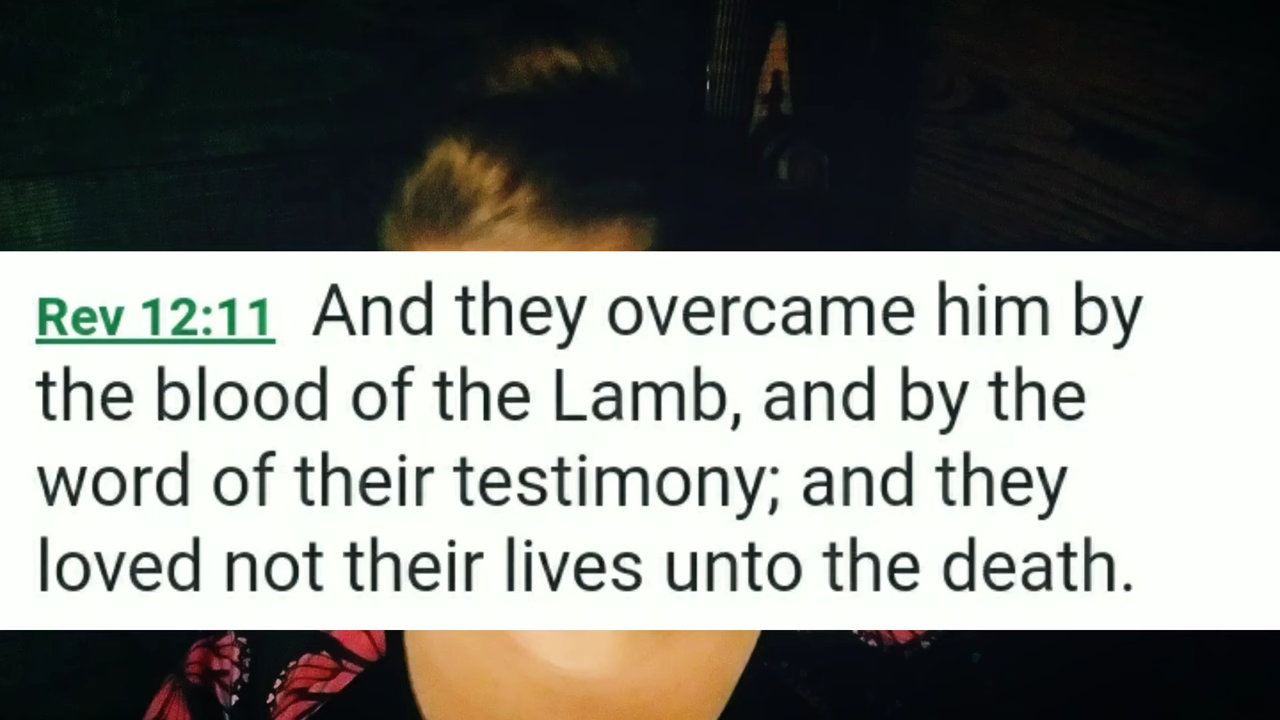 Rev 12:11 And they overcame him by
the blood of the Lamb, and by the
word of their testimony; and they
loved not their lives unto the death.